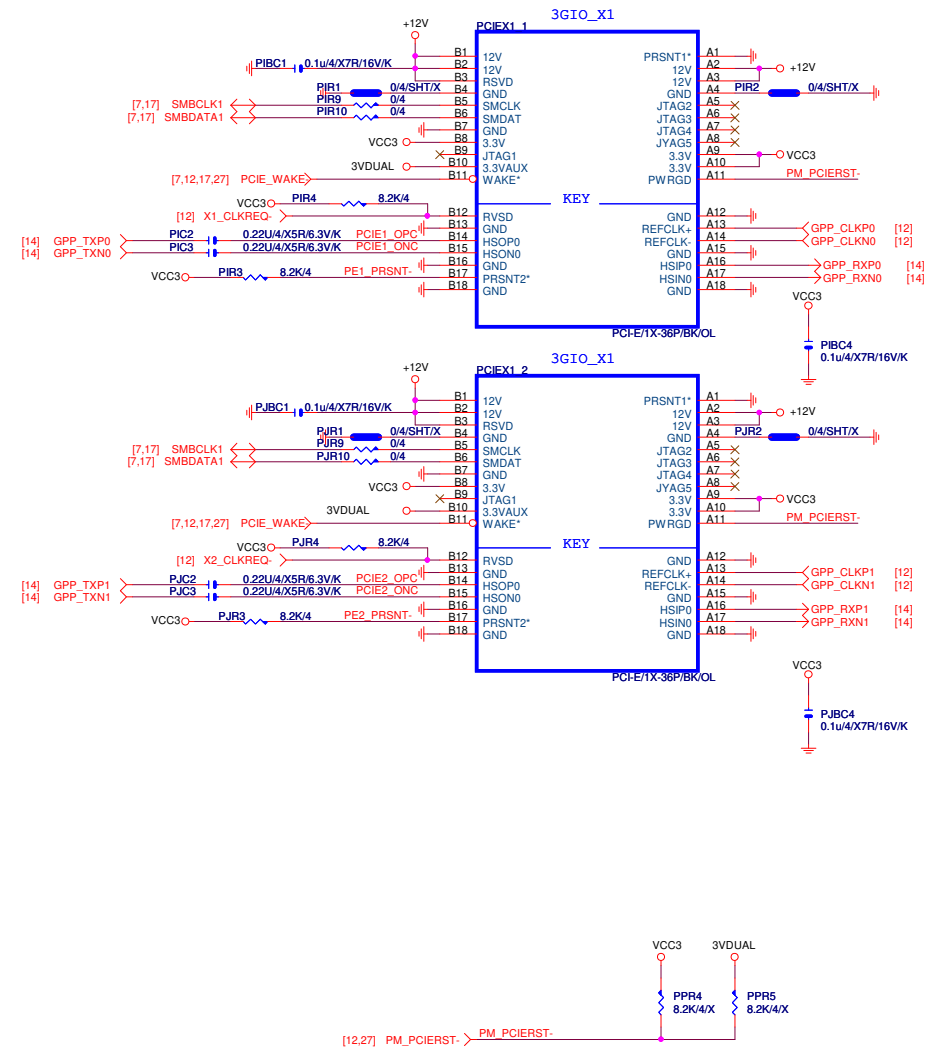 3GIO_X1
+12V
PCIEX1_1
B1 12V PRSNT1* A1
PIBC1 0.1u/4/X7R/16V/K B2 12V 12V A2 +12V
B3 RSVD 12V A3
PIR1 0/4/SHT/X B4 GND GND A4 PIR2 0/4/SHT/X
[7,17] SMBCLK1 PIR9 0/4 B5 SMCLK JTAG2 A5
[7,17] SMBDATA1 PIR10 0/4 B6 SMDAT JTAG3 A6
B7 GND JTAG4 A7
VCC3 B8 3.3V JYAG5 A8
B9 JTAG1 3.3V A9 VCC3
3VDUAL B10 3.3VAUX 3.3V A10
[7,12,17,27] PCIE_WAKE B11 WAKE* PWRGD A11 PM_PCIERST-
KEY
VCC3 PIR4 8.2K/4
[12] X1_CLKREQ- B12 RVSD GND A12
B13 GND REFCLK+ A13 GPP_CLKP0 [12]
[14] GPP_TXP0 PIC2 0.22U/4/X5R/6.3V/K PCIE1_OPC B14 HSOP0 REFCLK- A14 GPP_CLKN0 [12]
[14] GPP_TXN0 PIC3 0.22U/4/X5R/6.3V/K PCIE1_ONC B15 HSON0 GND A15
B16 GND HSIP0 A16 GPP_RXP0 [14]
VCC3 PIR3 8.2K/4 PE1_PRSNT- B17 PRSNT2* HSIN0 A17 GPP_RXN0 [14]
B18 GND GND A18
VCC3
PCI-E/1X-36P/BK/OL
PIBC4
0.1u/4/X7R/16V/K
3GIO_X1
+12V
PCIEX1_2
B1 12V PRSNT1* A1
PJBC1 0.1u/4/X7R/16V/K B2 12V 12V A2 +12V
B3 RSVD 12V A3
PJR1 0/4/SHT/X B4 GND GND A4 PJR2 0/4/SHT/X
[7,17] SMBCLK1 PJR9 0/4 B5 SMCLK JTAG2 A5
[7,17] SMBDATA1 PJR10 0/4 B6 SMDAT JTAG3 A6
B7 GND JTAG4 A7
VCC3 B8 3.3V JYAG5 A8
B9 JTAG1 3.3V A9 VCC3
3VDUAL B10 3.3VAUX 3.3V A10
[7,12,17,27] PCIE_WAKE B11 WAKE* PWRGD A11 PM_PCIERST-
KEY
VCC3 PJR4 8.2K/4
[12] X2_CLKREQ- B12 RVSD GND A12
B13 GND REFCLK+ A13 GPP_CLKP1 [12]
[14] GPP_TXP1 PJC2 0.22U/4/X5R/6.3V/K PCIE2_OPC B14 HSOP0 REFCLK- A14 GPP_CLKN1 [12]
[14] GPP_TXN1 PJC3 0.22U/4/X5R/6.3V/K PCIE2_ONC B15 HSON0 GND A15
B16 GND HSIP0 A16 GPP_RXP1 [14]
VCC3 PJR3 8.2K/4 PE2_PRSNT- B17 PRSNT2* HSIN0 A17 GPP_RXN1 [14]
B18 GND GND A18
VCC3
PCI-E/1X-36P/BK/OL
PJBC4
0.1u/4/X7R/16V/K
VCC3 3VDUAL
PPR4 PPR5
8.2K/4/X 8.2K/4/X
[12,27] PM_PCIERST- PM_PCIERST-